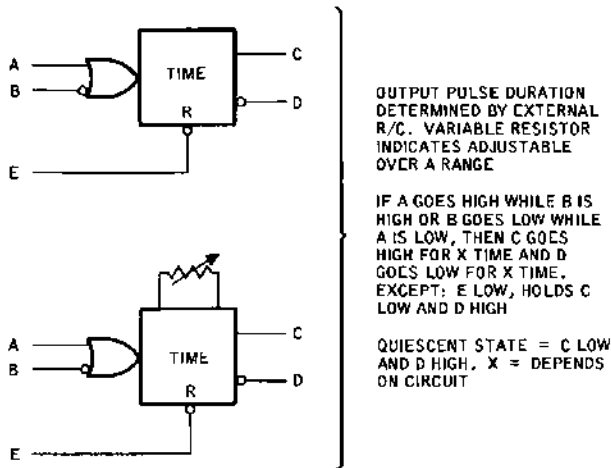 A
B
TIME
R
C
D
E
A
B
TIME
R
C
D
E
OUTPUT PULSE DURATION
DETERMINED BY EXTERNAL
R/C. VARIABLE RESISTOR
INDICATES ADJUSTABLE
OVER A RANGE
IF A GOES HIGH WHILE B IS
HIGH OR B GOES LOW WHILE
A IS LOW, THEN C GOES
HIGH FOR X TIME AND D
GOES LOW FOR X TIME.
EXCEPT: E LOW, HOLDS C
LOW AND D HIGH
QUIESCENT STATE = C LOW
AND D HIGH. X = DEPENDS
ON CIRCUIT